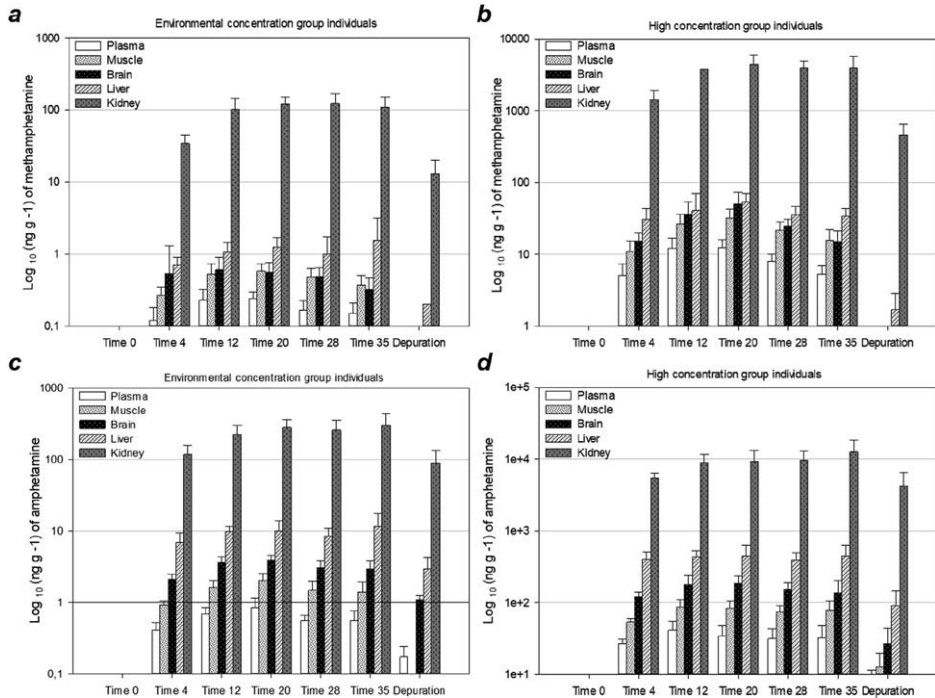 a
Environmental concentration group individuals
1000
100
10
1
0,1
Log 10 (ng g -1) of methamphetamine
Plasma
Muscle
Brain
Liver
Kidney
Time 0 Time 4 Time 12 Time 20 Time 28 Time 35 Depuration
b
High concentration group individuals
10000
1000
100
10
1
Log 10 (ng g -1) of methamphetamine
Plasma
Muscle
Brain
Liver
Kidney
Time 0 Time 4 Time 12 Time 20 Time 28 Time 35 Depuration
c
Environmental concentration group individuals
1000
100
10
1
0,1
Log 10 (ng g -1) of amphetamine
Plasma
Muscle
Brain
Liver
Kidney
Time 0 Time 4 Time 12 Time 20 Time 28 Time 35 Depuration
d
High concentration group individuals
1e+5
1e+4
1e+3
1e+2
1e+1
Log 10 (ng g -1) of amphetamine
Plasma
Muscle
Brain
Liver
Kidney
Time 0 Time 4 Time 12 Time 20 Time 28 Time 35 Depuration